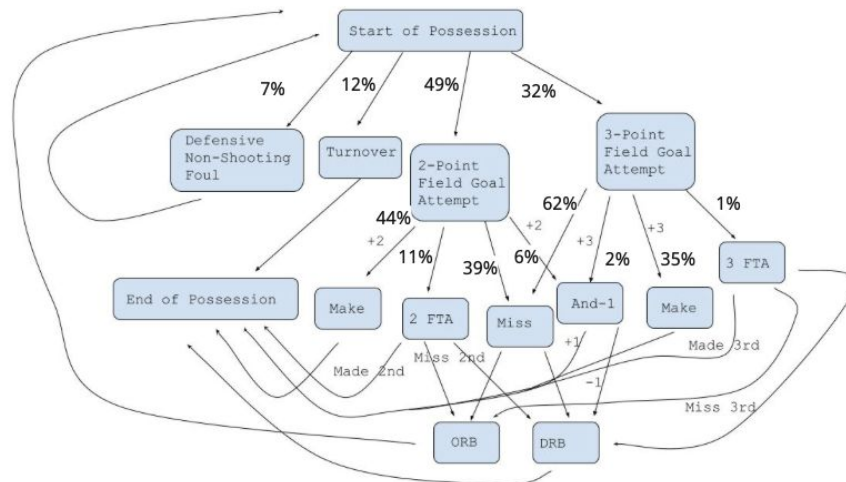 Start of Possession
7%
12%
49%
32%
Defensive
Non-Shooting
Foul
Turnover
2-Point
Field Goal
Attempt
3-Point
Field Goal
Attempt
44%
+2
11%
39%
+2
6%
62%
+3
2%
+3
35%
1%
End of Possession
Make
2 FTA
Miss
And-1
Make
3 FTA
Made 2nd
Miss 2nd
+1
Made 3rd
-1
Miss 3rd
ORB
DRB